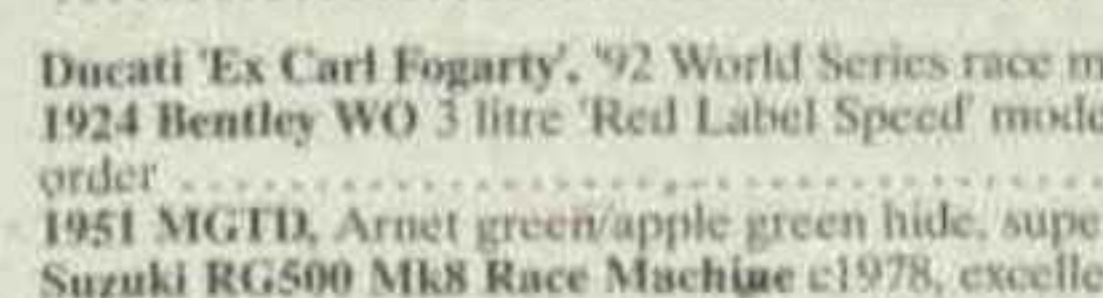 Ducati 'Ex Carl Fogarty'. '92 World Series race m
1924 Bentley WO 3 litre 'Red Label Speed' mode
order ..........................................
1951 MGTD, Arnet green/apple green hide, supe
Suzuki RG500 Mk8 Race Machine c1978, excelle